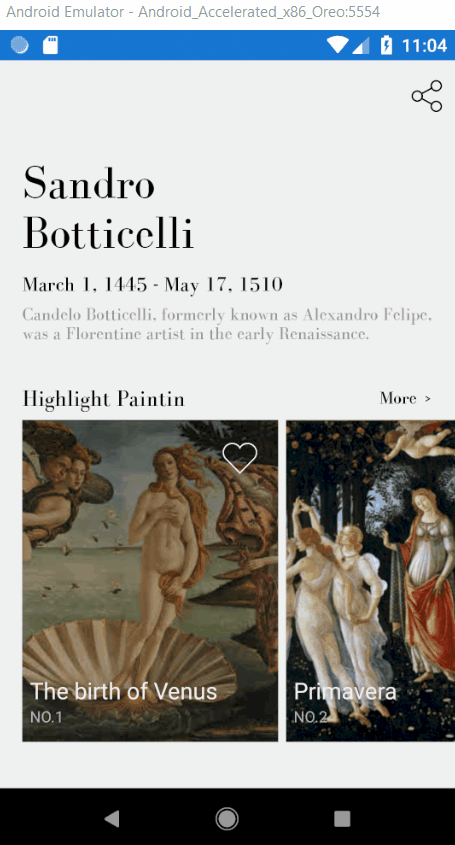 Android Emulator - Android_Accelerated_x86_Oreo:5554
11:04
Sandro
Botticelli
March 1, 1445 - May 17, 1510
Candelo Botticelli, formerly known as Alexandro Felipe,
was a Florentine artist in the early Renaissance.
Highlight Paintin
More >
The birth of Venus
NO.1
Primavera
NO.2